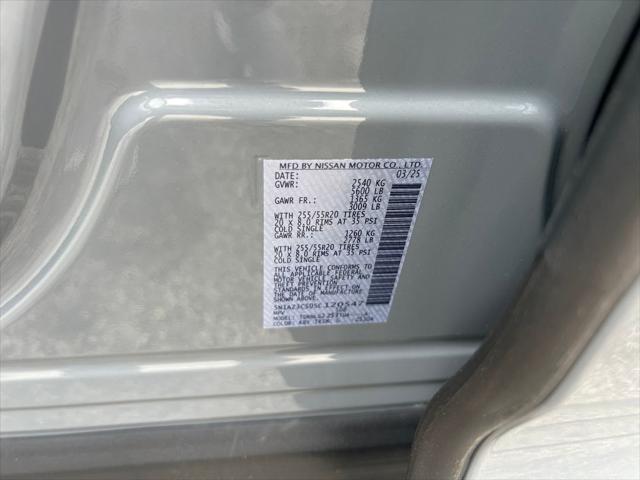 MFD BY NISSAN MOTOR CO., LTD.
DATE: 03/25
GVWR: 2540 KG
5600 LB
GAWR FR.: 1365 KG
3009 LB
WITH 255/55R20 TIRES
20 x 8.0 RIMS AT 35 PSI
COLD SINGLE
GAWR RR.: 1260 KG
2778 LB
WITH 255/55R20 TIRES
20 x 8.0 RIMS AT 35 PSI
COLD SINGLE
THIS VEHICLE CONFORMS TO
ALL APPLICABLE FEDERAL
MOTOR VEHICLE SAFETY AND
THEFT PREVENTION
STANDARDS IN EFFECT ON
THE DATE OF MANUFACTURE
SHOWN ABOVE.
MPV
MODEL:
COLOR: TRIM: G